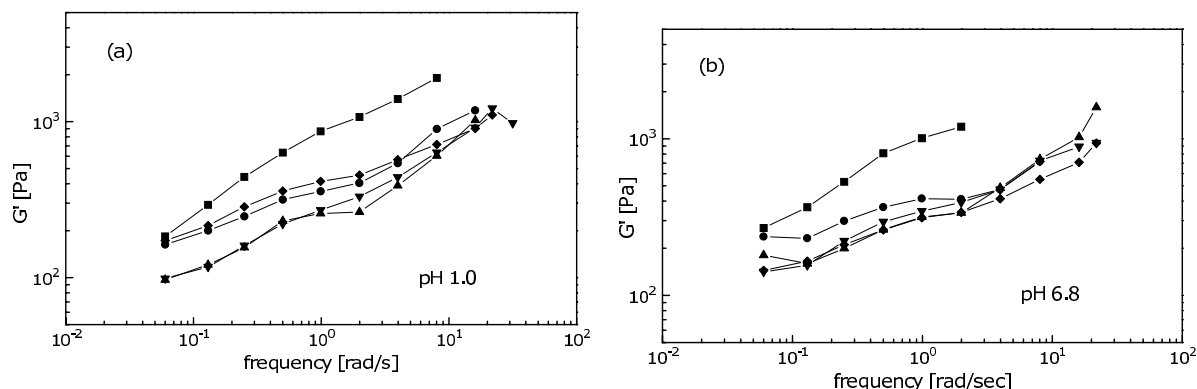 (a)
10³
10²
G' [Pa]
pH 1.0
10⁻² 10⁻¹ 10⁰ 10¹ 10²
frequency [rad/s]
(b)
10³
10²
G' [Pa]
pH 6.8
10⁻² 10⁻¹ 10⁰ 10¹ 10²
frequency [rad/sec]